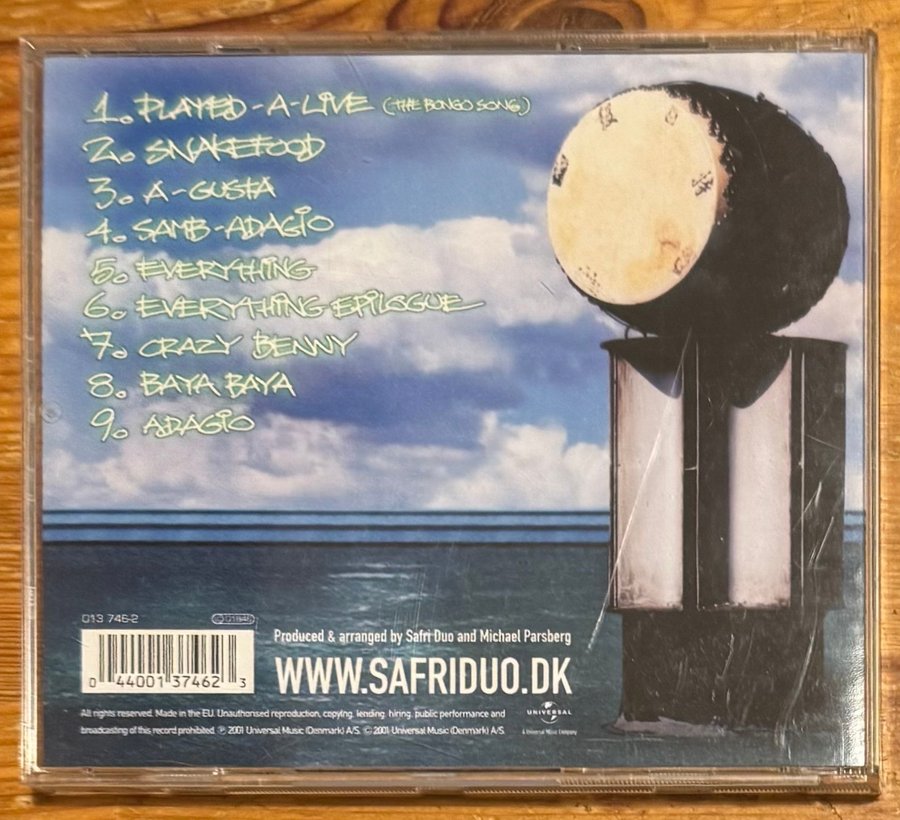 1. PLAYED-A-LIVE (THE BONGO SONG)
2. SNAKEFOOD
3. A-GUSTA
4. SAMB-ADAGIO
5. EVERYTHING
6. EVERYTHING EPILOGUE
7. CRAZY BENNY
8. BAYA BAYA
9. ADAGIO
013 746-2
0 44001 37462 3
Produced & arranged by Safri Duo and Michael Parsberg
WWW.SAFRIDUO.DK
All rights reserved. Made in the EU. Unauthorised reproduction, copying, lending, hiring, public performance and
broadcasting of this record prohibited. ℗ 2001 Universal Music (Denmark) A/S. © 2001 Universal Music (Denmark) A/S.
UNIVERSAL
A Universal Music Company